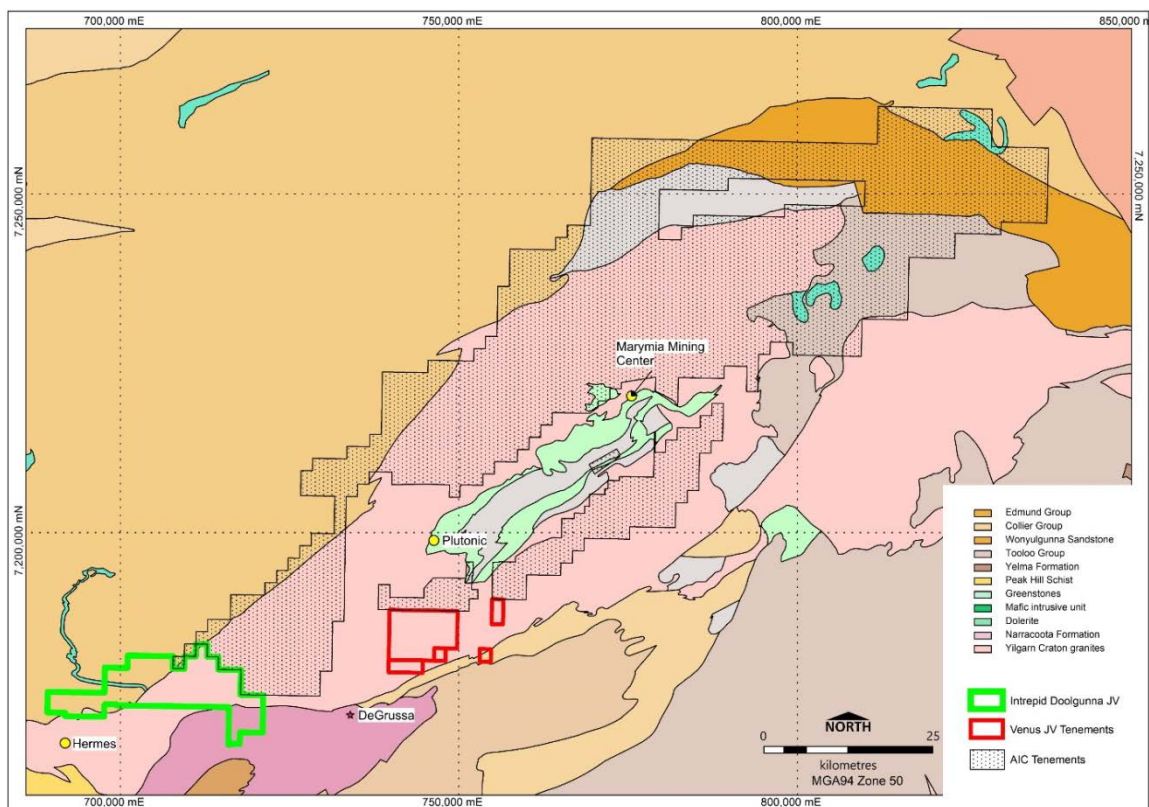 700,000 mE
750,000 mE
800,000 mE
850,000 m
7,250,000 mN
7,250,000 mN
Marymia Mining
Center
7,200,000 mN
Plutonic
DeGrussa
Hermes
Edmund Group
Collier Group
Wonyulgunna Sandstone
Tooloo Group
Yelma Formation
Peak Hill Schist
Greenstones
Mafic intrusive unit
Dolerite
Narracoota Formation
Yilgarn Craton granites
Intrepid Doolgunna JV
Venus JV Tenements
AIC Tenements
NORTH
0 25
kilometres
MGA94 Zone 50
700,000 mE
750,000 mE
800,000 mE